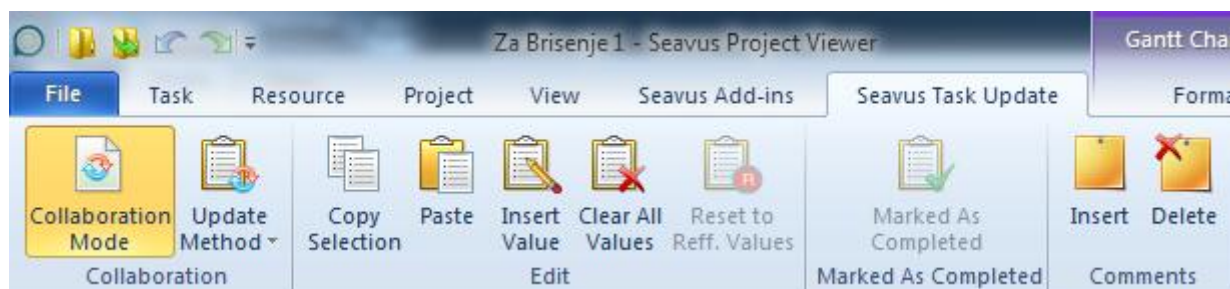 Za Brisenje 1 - Seavus Project Viewer
Gantt Cha
File Task Resource Project View Seavus Add-ins Seavus Task Update Forma
Collaboration Mode
Update Method
Copy Selection
Paste
Insert Value
Clear All Values
Reset to Reff. Values
Marked As Completed
Insert
Delete
Collaboration Edit Marked As Completed Comments